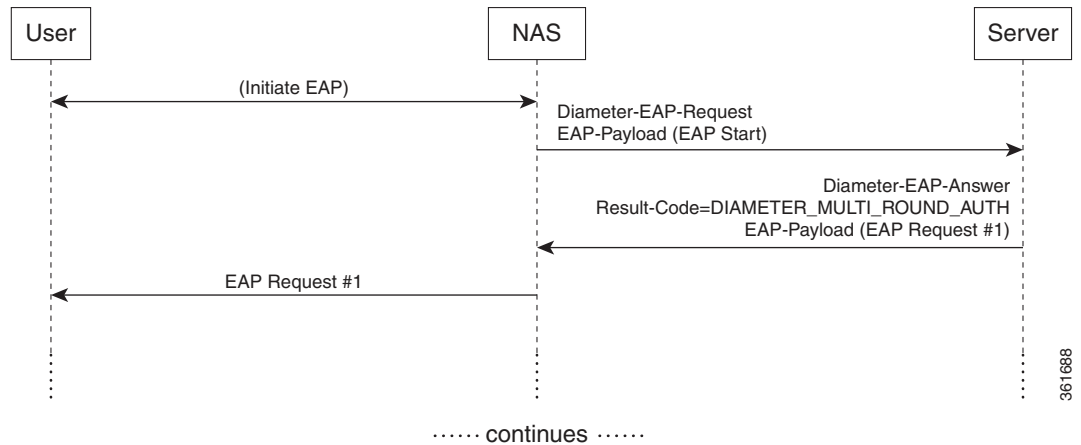 User
NAS
Server
(Initiate EAP)
Diameter-EAP-Request
EAP-Payload (EAP Start)
Diameter-EAP-Answer
Result-Code=DIAMETER_MULTI_ROUND_AUTH
EAP-Payload (EAP Request #1)
EAP Request #1
361688
...... continues ......